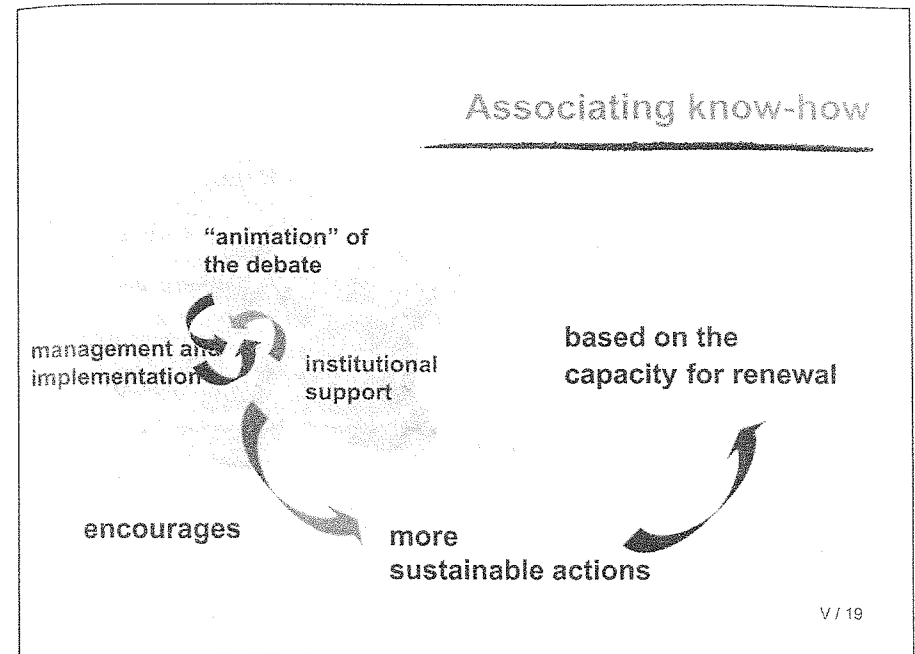 Associating know-how
“animation” of
the debate
management and
implementation
institutional
support
based on the
capacity for renewal
encourages
more
sustainable actions
V / 19